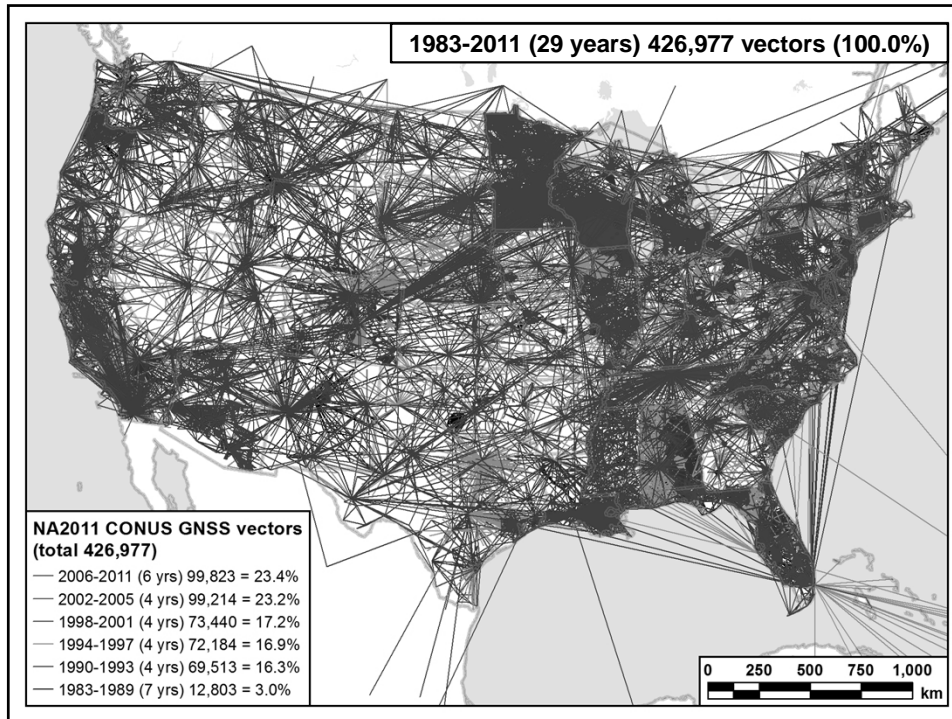 1983-2011 (29 years) 426,977 vectors (100.0%)
NA2011 CONUS GNSS vectors
(total 426,977)
2006-2011 (6 yrs) 99,823 = 23.4%
2002-2005 (4 yrs) 99,214 = 23.2%
1998-2001 (4 yrs) 73,440 = 17.2%
1994-1997 (4 yrs) 72,184 = 16.9%
1990-1993 (4 yrs) 69,513 = 16.3%
1983-1989 (7 yrs) 12,803 = 3.0%
0 250 500 750 1,000
km